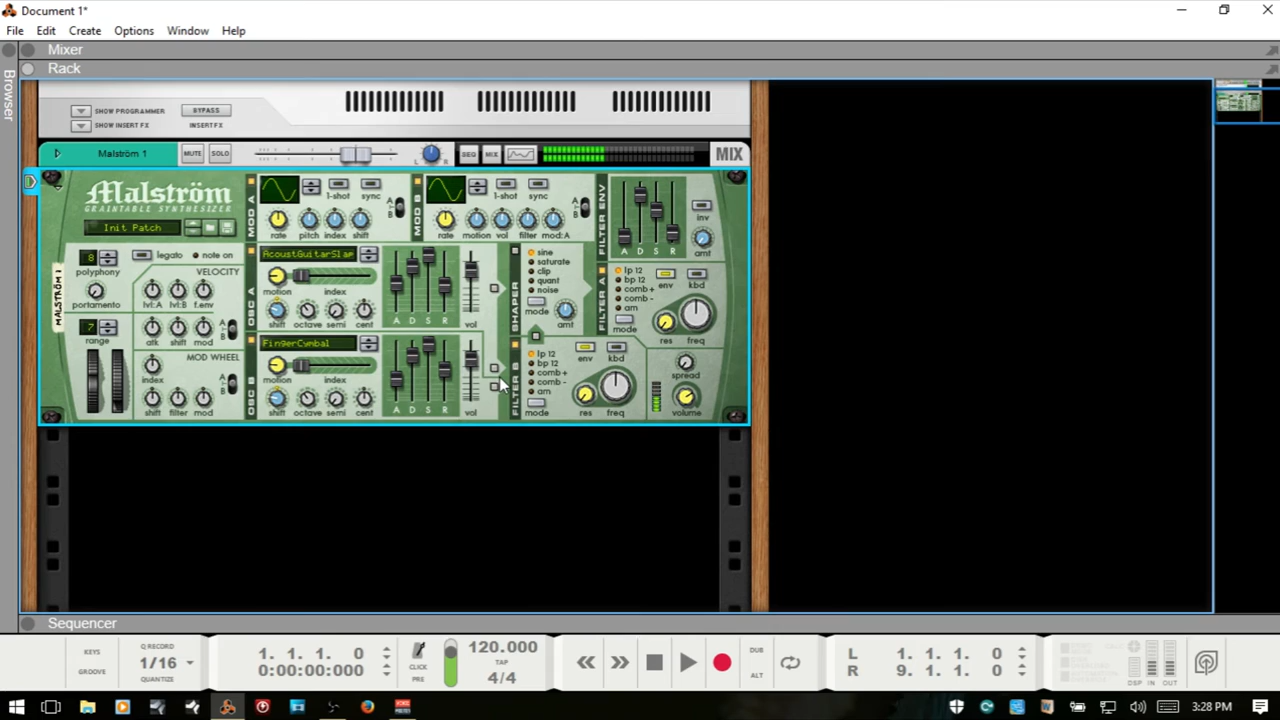 Document 1*
File Edit Create Options Window Help
Mixer
Browser
Rack
SHOW PROGRAMMER
BYPASS
SHOW INSERT FX
INSERT FX
Malström 1
MUTE
SOLO
L R
SEQ
MIX
MIX
Malström
GRAINTABLE SYNTHESIZER
Init Patch
MOD A
1-shot sync
rate pitch index shift
A B
MOD B
1-shot sync
rate motion vol filter mod:A
A B
FILTER ENV
A D S R
inv
amt
MALSTRÖM 1
8
polyphony
legato note on
portamento
VELOCITY
lvl:A lvl:B f.env
7
range
atk shift mod
A B
MOD WHEEL
index
shift filter mod
A B
OSC A
AcoustGuitarSlap
motion index
shift octave semi cent
A D S R vol
OSC B
FingerCymbal
motion index
shift octave semi cent
A D S R vol
SHAPER
sine
saturate
clip
quant
noise
mode amt
FILTER A
lp 12
bp 12
comb +
comb -
am
mode
env kbd
res freq
FILTER B
lp 12
bp 12
comb +
comb -
am
mode
env kbd
res freq
spread
volume
Sequencer
KEYS
GROOVE
Q RECORD
1/16
QUANTIZE
1. 1. 1. 0
0:00:00:000
CLICK
PRE
120.000
TAP
4/4
DUB
ALT
L 1. 1. 1. 0
R 9. 1. 1. 0
DSP IN OUT
3:28 PM